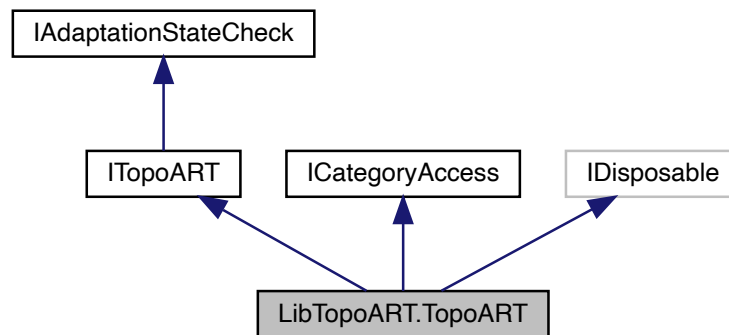 IAdaptationStateCheck
ITopoART
ICategoryAccess
IDisposable
LibTopoART.TopoART